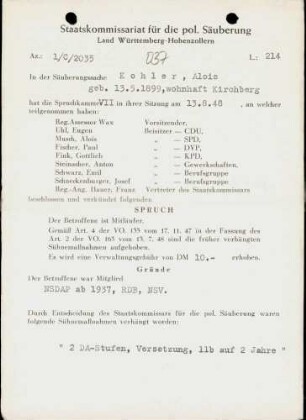 Staatskommissariat für die pol. Säuberung
Land Württemberg-Hohenzollern
Az.: 1/C/2035 037 L.: 214
In der Säuberungssache Kohler, Alois
geb. 13.5.1899, wohnhaft Kirchberg
hat die Spruchkammer VII in ihrer Sitzung am 13.8.48 , an welcher
teilgenommen haben:
Reg.Assessor Wax Vorsitzender,
Uhl, Eugen Beisitzer – CDU,
Munk, Alois „ – SPD,
Fischer, Paul „ – DVP,
Fink, Gottlieb „ – KPD,
Steinadler, Anton „ – Gewerkschaften,
Schwarz, Emil „ – Berufsgruppe
Schneckenburger, Josef „ – Berufsgruppe
Reg.-Ang. Bauer, Franz Vertreter des Staatskommissars
beschlossen und verkündet folgenden
SPRUCH
Der Betroffene ist Mitläufer.
Gemäß Art. 4 der VO. 133 vom 17. 11. 47 in der Fassung des
Art. 2 der VO. 165 vom 13. 7. 48 sind die früher verhängten
Sühnemaßnahmen aufgehoben.
Es wird eine Verwaltungsgebühr von DM 10.– erhoben.
Gründe
Der Betroffene war Mitglied
NSDAP ab 1937, RDB, NSV.
Durch Entscheidung des Staatskommissars für die pol. Säuberung waren
folgende Sühnemaßnahmen verhängt worden:
" 2 DA-Stufen, Versetzung, 11b auf 2 Jahre "